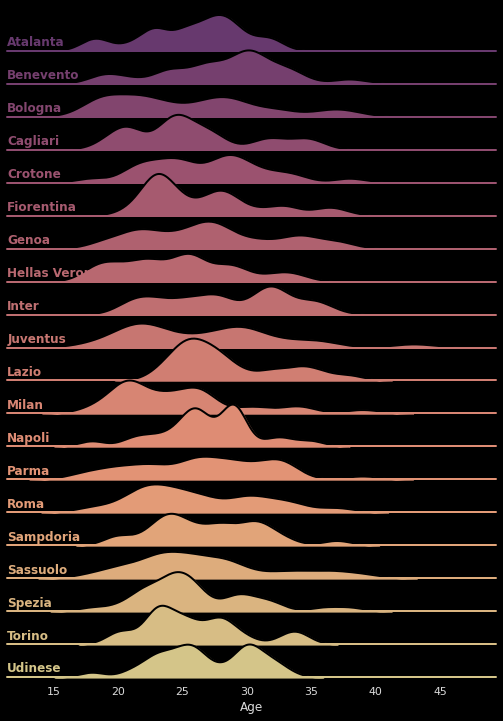 Atalanta
Benevento
Bologna
Cagliari
Crotone
Fiorentina
Genoa
Hellas Veron
Inter
Juventus
Lazio
Milan
Napoli
Parma
Roma
Sampdoria
Sassuolo
Spezia
Torino
Udinese
15 20 25 30 35 40 45
Age